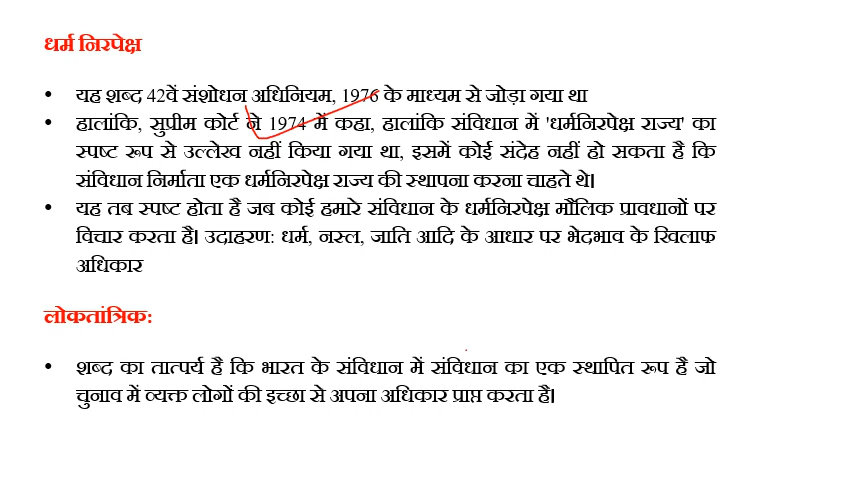 धर्म निरपेक्ष
• यह शब्द 42वें संशोधन अधिनियम, 1976 के माध्यम से जोड़ा गया था
• हालांकि, सुप्रीम कोर्ट ने 1974 में कहा, हालांकि संविधान में 'धर्मनिरपेक्ष राज्य' का
स्पष्ट रूप से उल्लेख नहीं किया गया था, इसमें कोई संदेह नहीं हो सकता है कि
संविधान निर्माता एक धर्मनिरपेक्ष राज्य की स्थापना करना चाहते थे।
• यह तब स्पष्ट होता है जब कोई हमारे संविधान के धर्मनिरपेक्ष मौलिक प्रावधानों पर
विचार करता है। उदाहरण: धर्म, नस्ल, जाति आदि के आधार पर भेदभाव के खिलाफ
अधिकार
लोकतांत्रिक:
• शब्द का तात्पर्य है कि भारत के संविधान में संविधान का एक स्थापित रूप है जो
चुनाव में व्यक्त लोगों की इच्छा से अपना अधिकार प्राप्त करता है।